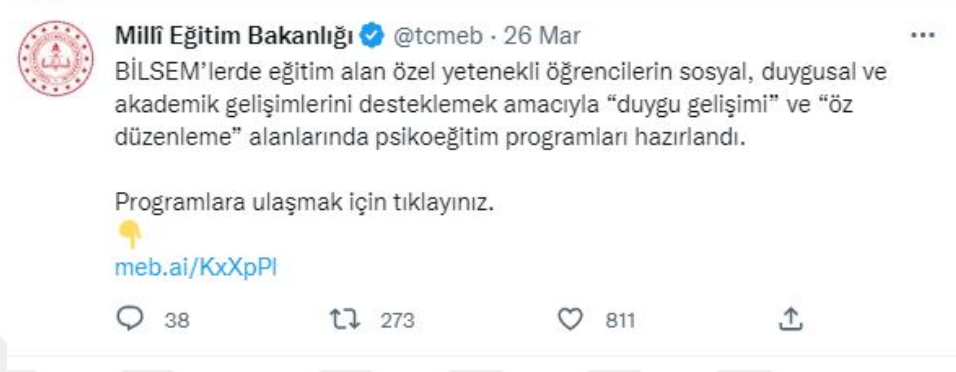 Millî Eğitim Bakanlığı @tcmeb · 26 Mar
BİLSEM’lerde eğitim alan özel yetenekli öğrencilerin sosyal, duygusal ve
akademik gelişimlerini desteklemek amacıyla “duygu gelişimi” ve “öz
düzenleme” alanlarında psikoeğitim programları hazırlandı.
Programlara ulaşmak için tıklayınız.
meb.ai/KxXpPl
38 273 811